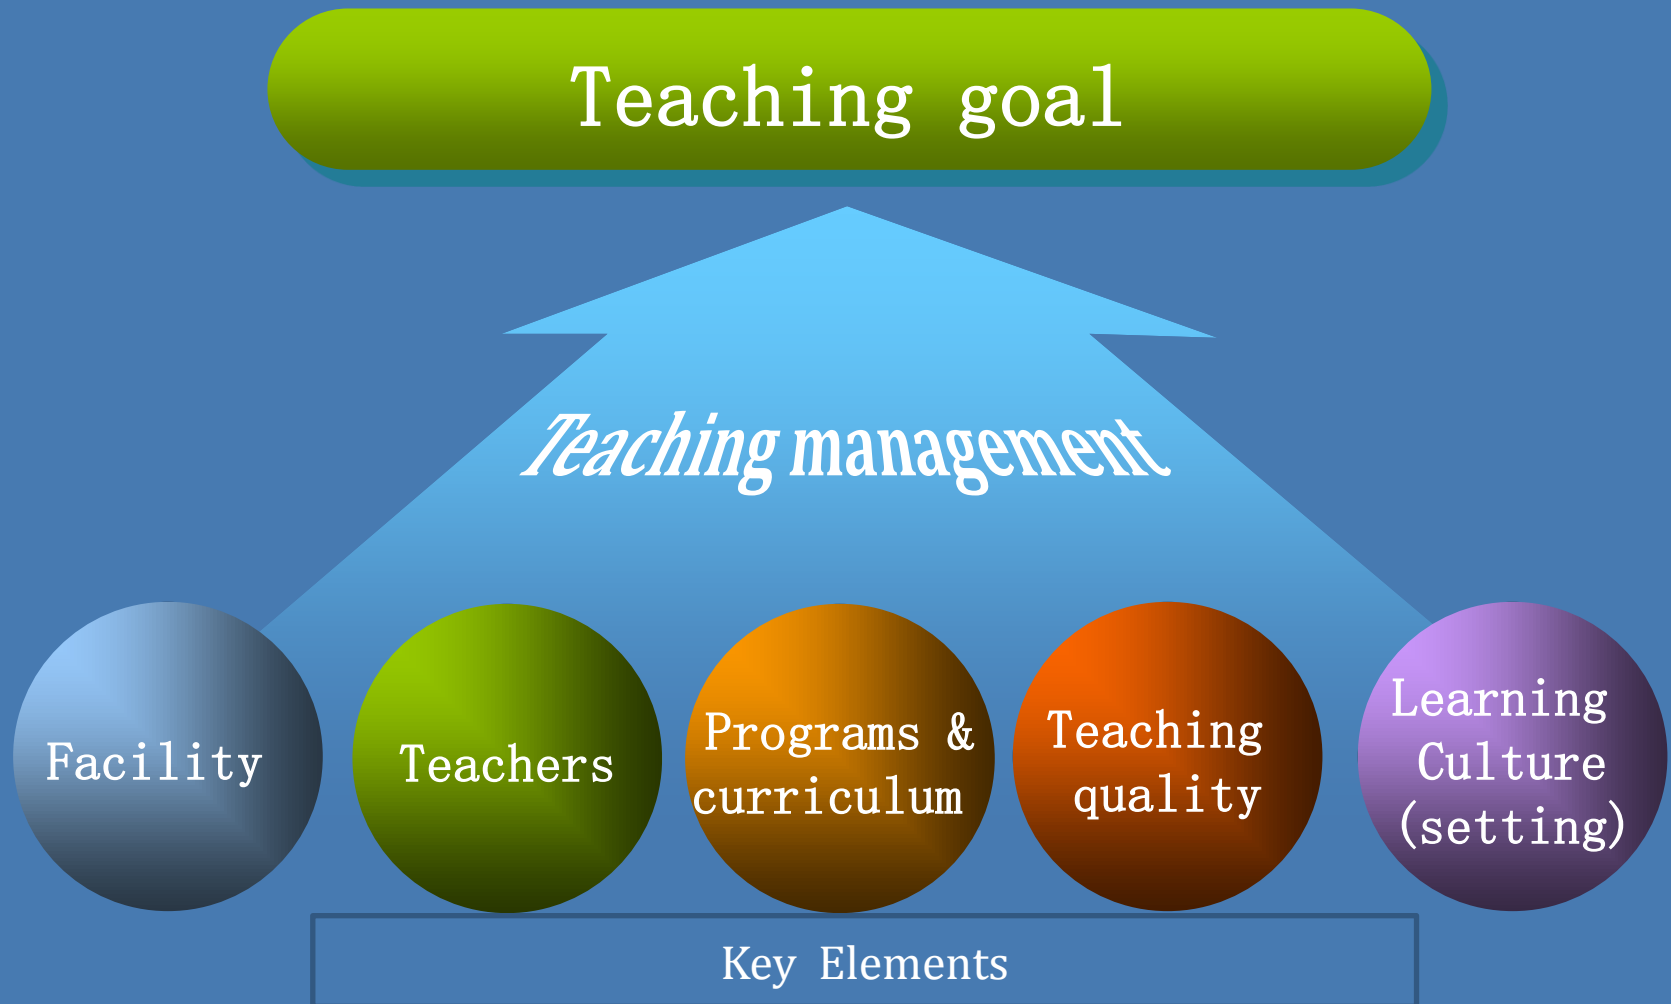 Teaching goal
Teaching management
Facility
Teachers
Programs &
curriculum
Teaching
quality
Learning
Culture
(setting)
Key Elements